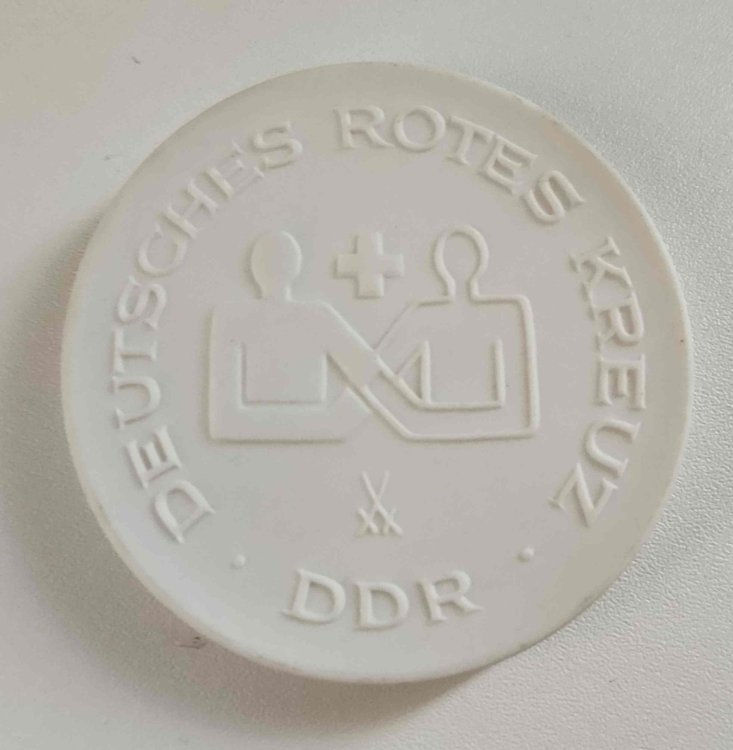 DEUTSCHES ROTES KREUZ
· DDR ·